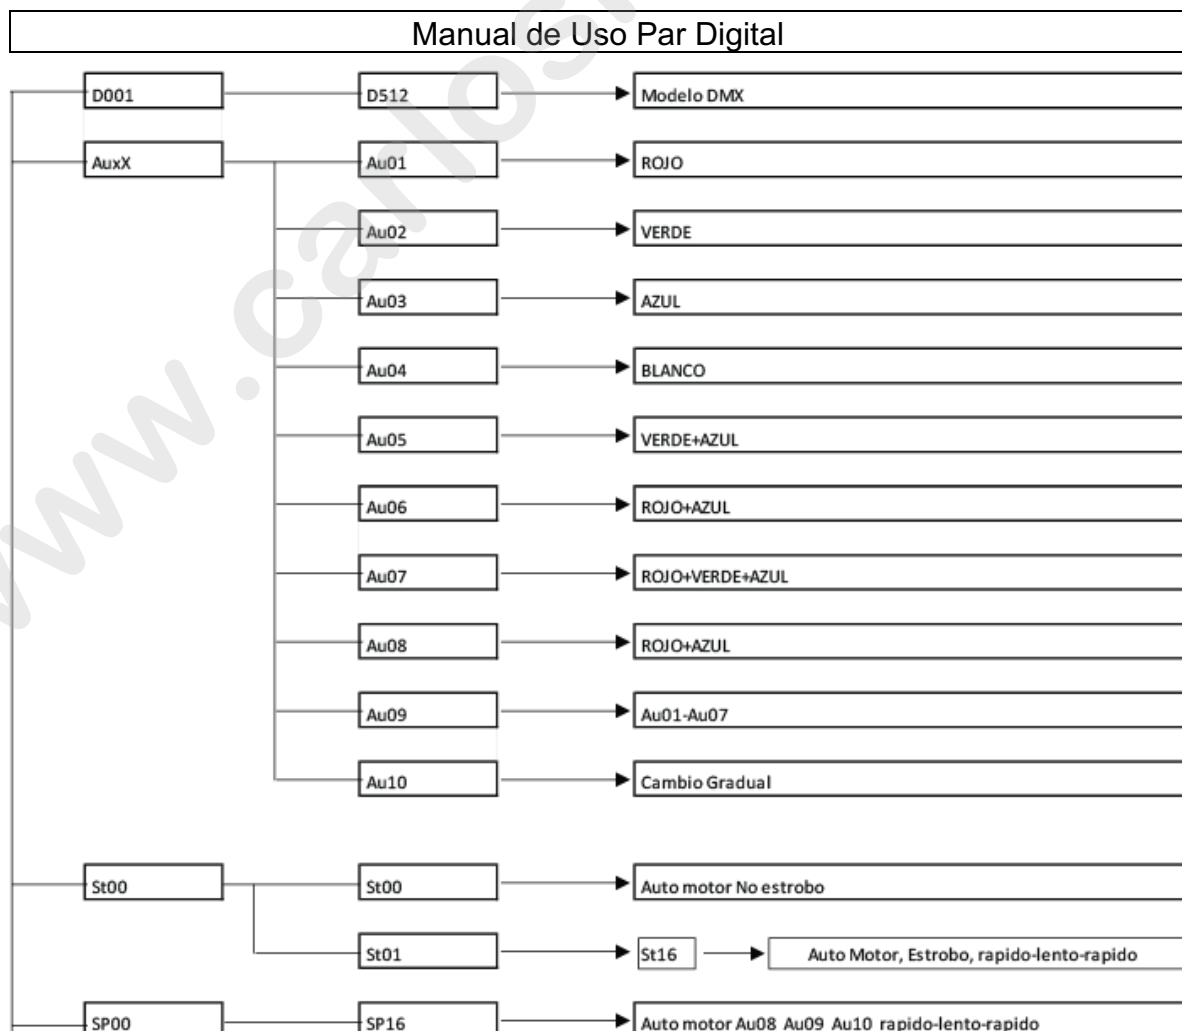 Manual de Uso Par Digital
D001 D512 Modelo DMX
AuxX Au01 ROJO
Au02 VERDE
Au03 AZUL
Au04 BLANCO
Au05 VERDE+AZUL
Au06 ROJO+AZUL
Au07 ROJO+VERDE+AZUL
Au08 ROJO+AZUL
Au09 Au01-Au07
Au10 Cambio Gradual
St00 St00 Auto motor No estrobo
St01 St16 Auto Motor, Estrobo, rapido-lento-rapido
SP00 SP16 Auto motor Au08 Au09 Au10 rapido-lento-rapido
www.carlos